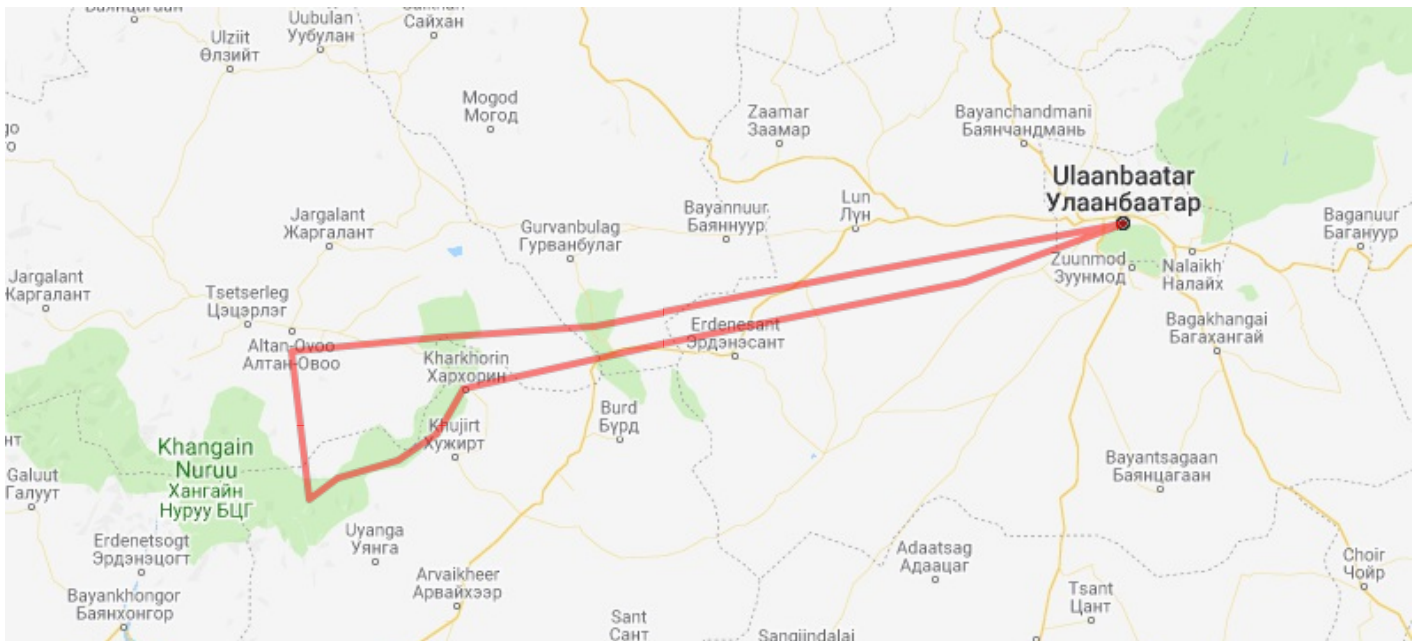 Баянцагаан
Uubulan
Уубулан
Сайхан
Ulziit
Өлзийт
Mogod
Могод
Zaamar
Заамар
Bayanchandmani
Баянчандмань
Ulaanbaatar
Улаанбаатар
Lun
Лүн
Bayannuur
Баяннуур
Jargalant
Жаргалант
Gurvanbulag
Гурванбулаг
Baganuur
Багануур
Zuunmod
Зуунмод
Nalaikh
Налайх
Jargalant
Жаргалант
Tsetserleg
Цэцэрлэг
Altan-Ovoo
Алтан-Овоо
Erdenesant
Эрдэнэсант
Bagakhangai
Багахангай
Kharkhorin
Хархорин
Burd
Бүрд
Khujirt
Хужирт
Khangain
Nuruu
Хангайн
Нуруу БЦГ
Galuut
Галуут
Bayantsagaan
Баянцагаан
Uyanga
Уянга
Erdenetsogt
Эрдэнэцогт
Adaatsag
Адаацаг
Choir
Чойр
Arvaikheer
Арвайхээр
Bayankhongor
Баянхонгор
Tsant
Цант
Sant
Сант
Sangiindalai